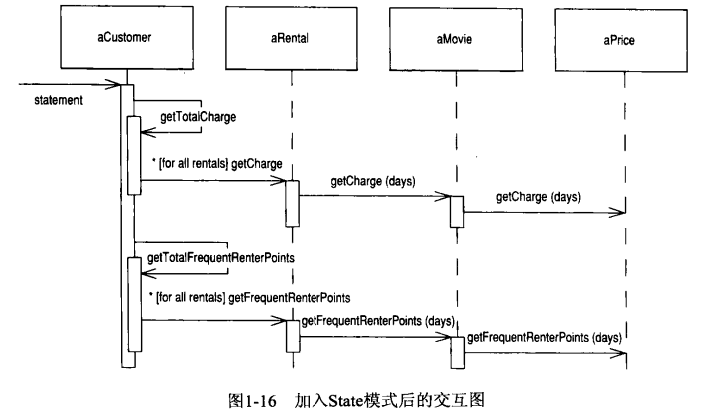 aCustomer
aRental
aMovie
aPrice
statement
getTotalCharge
* [for all rentals] getCharge
getCharge (days)
getCharge (days)
getTotalFrequentRenterPoints
* [for all rentals] getFrequentRenterPoints
getFrequentRenterPoints (days)
getFrequentRenterPoints (days)
图1-16 加入State模式后的交互图